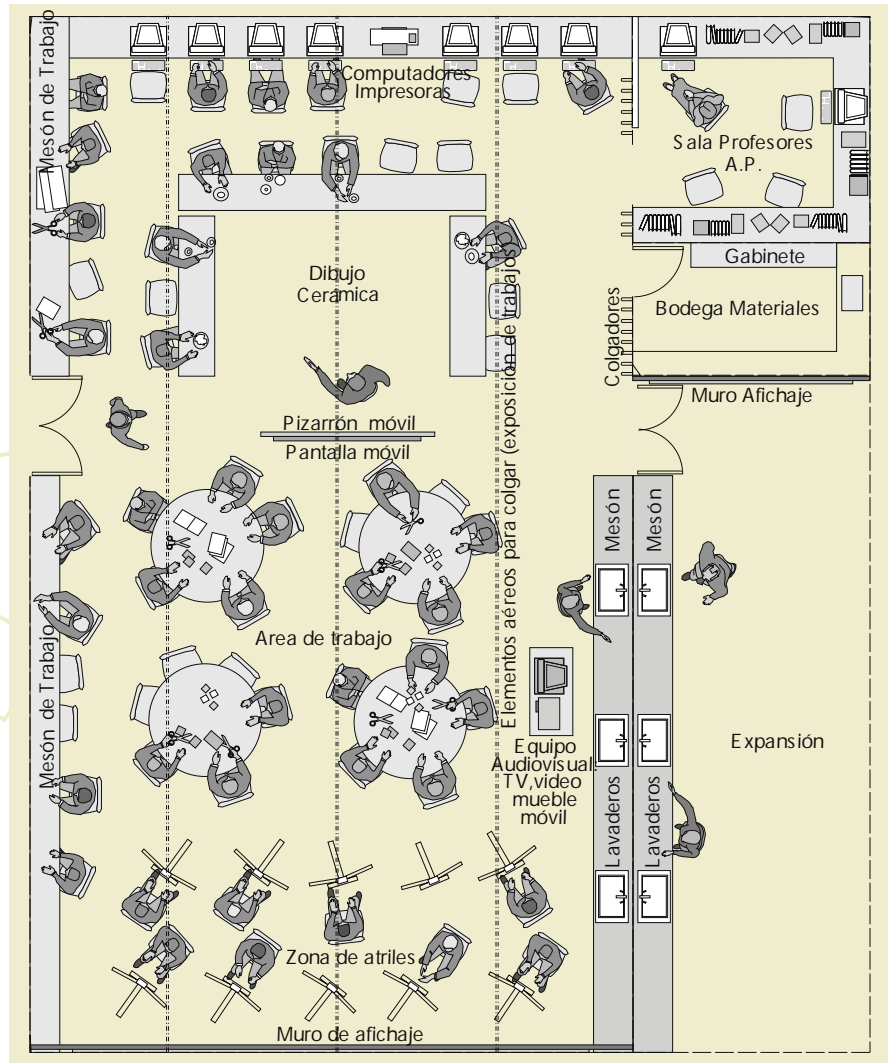 Mesón de Trabajo
Computadores
Impresoras
Sala Profesores
A.P.
Gabinete
Bodega Materiales
Colgadores
Muro Afichaje
Dibujo
Cerámica
Pizarrón móvil
Pantalla móvil
Elementos aéreos para colgar (exposición de trabajos)
Mesón
Mesón
Area de trabajo
Mesón de Trabajo
Equipo
Audiovisual.
TV,video
mueble
móvil
Expansión
Lavaderos
Lavaderos
Zona de atriles
Muro de afichaje